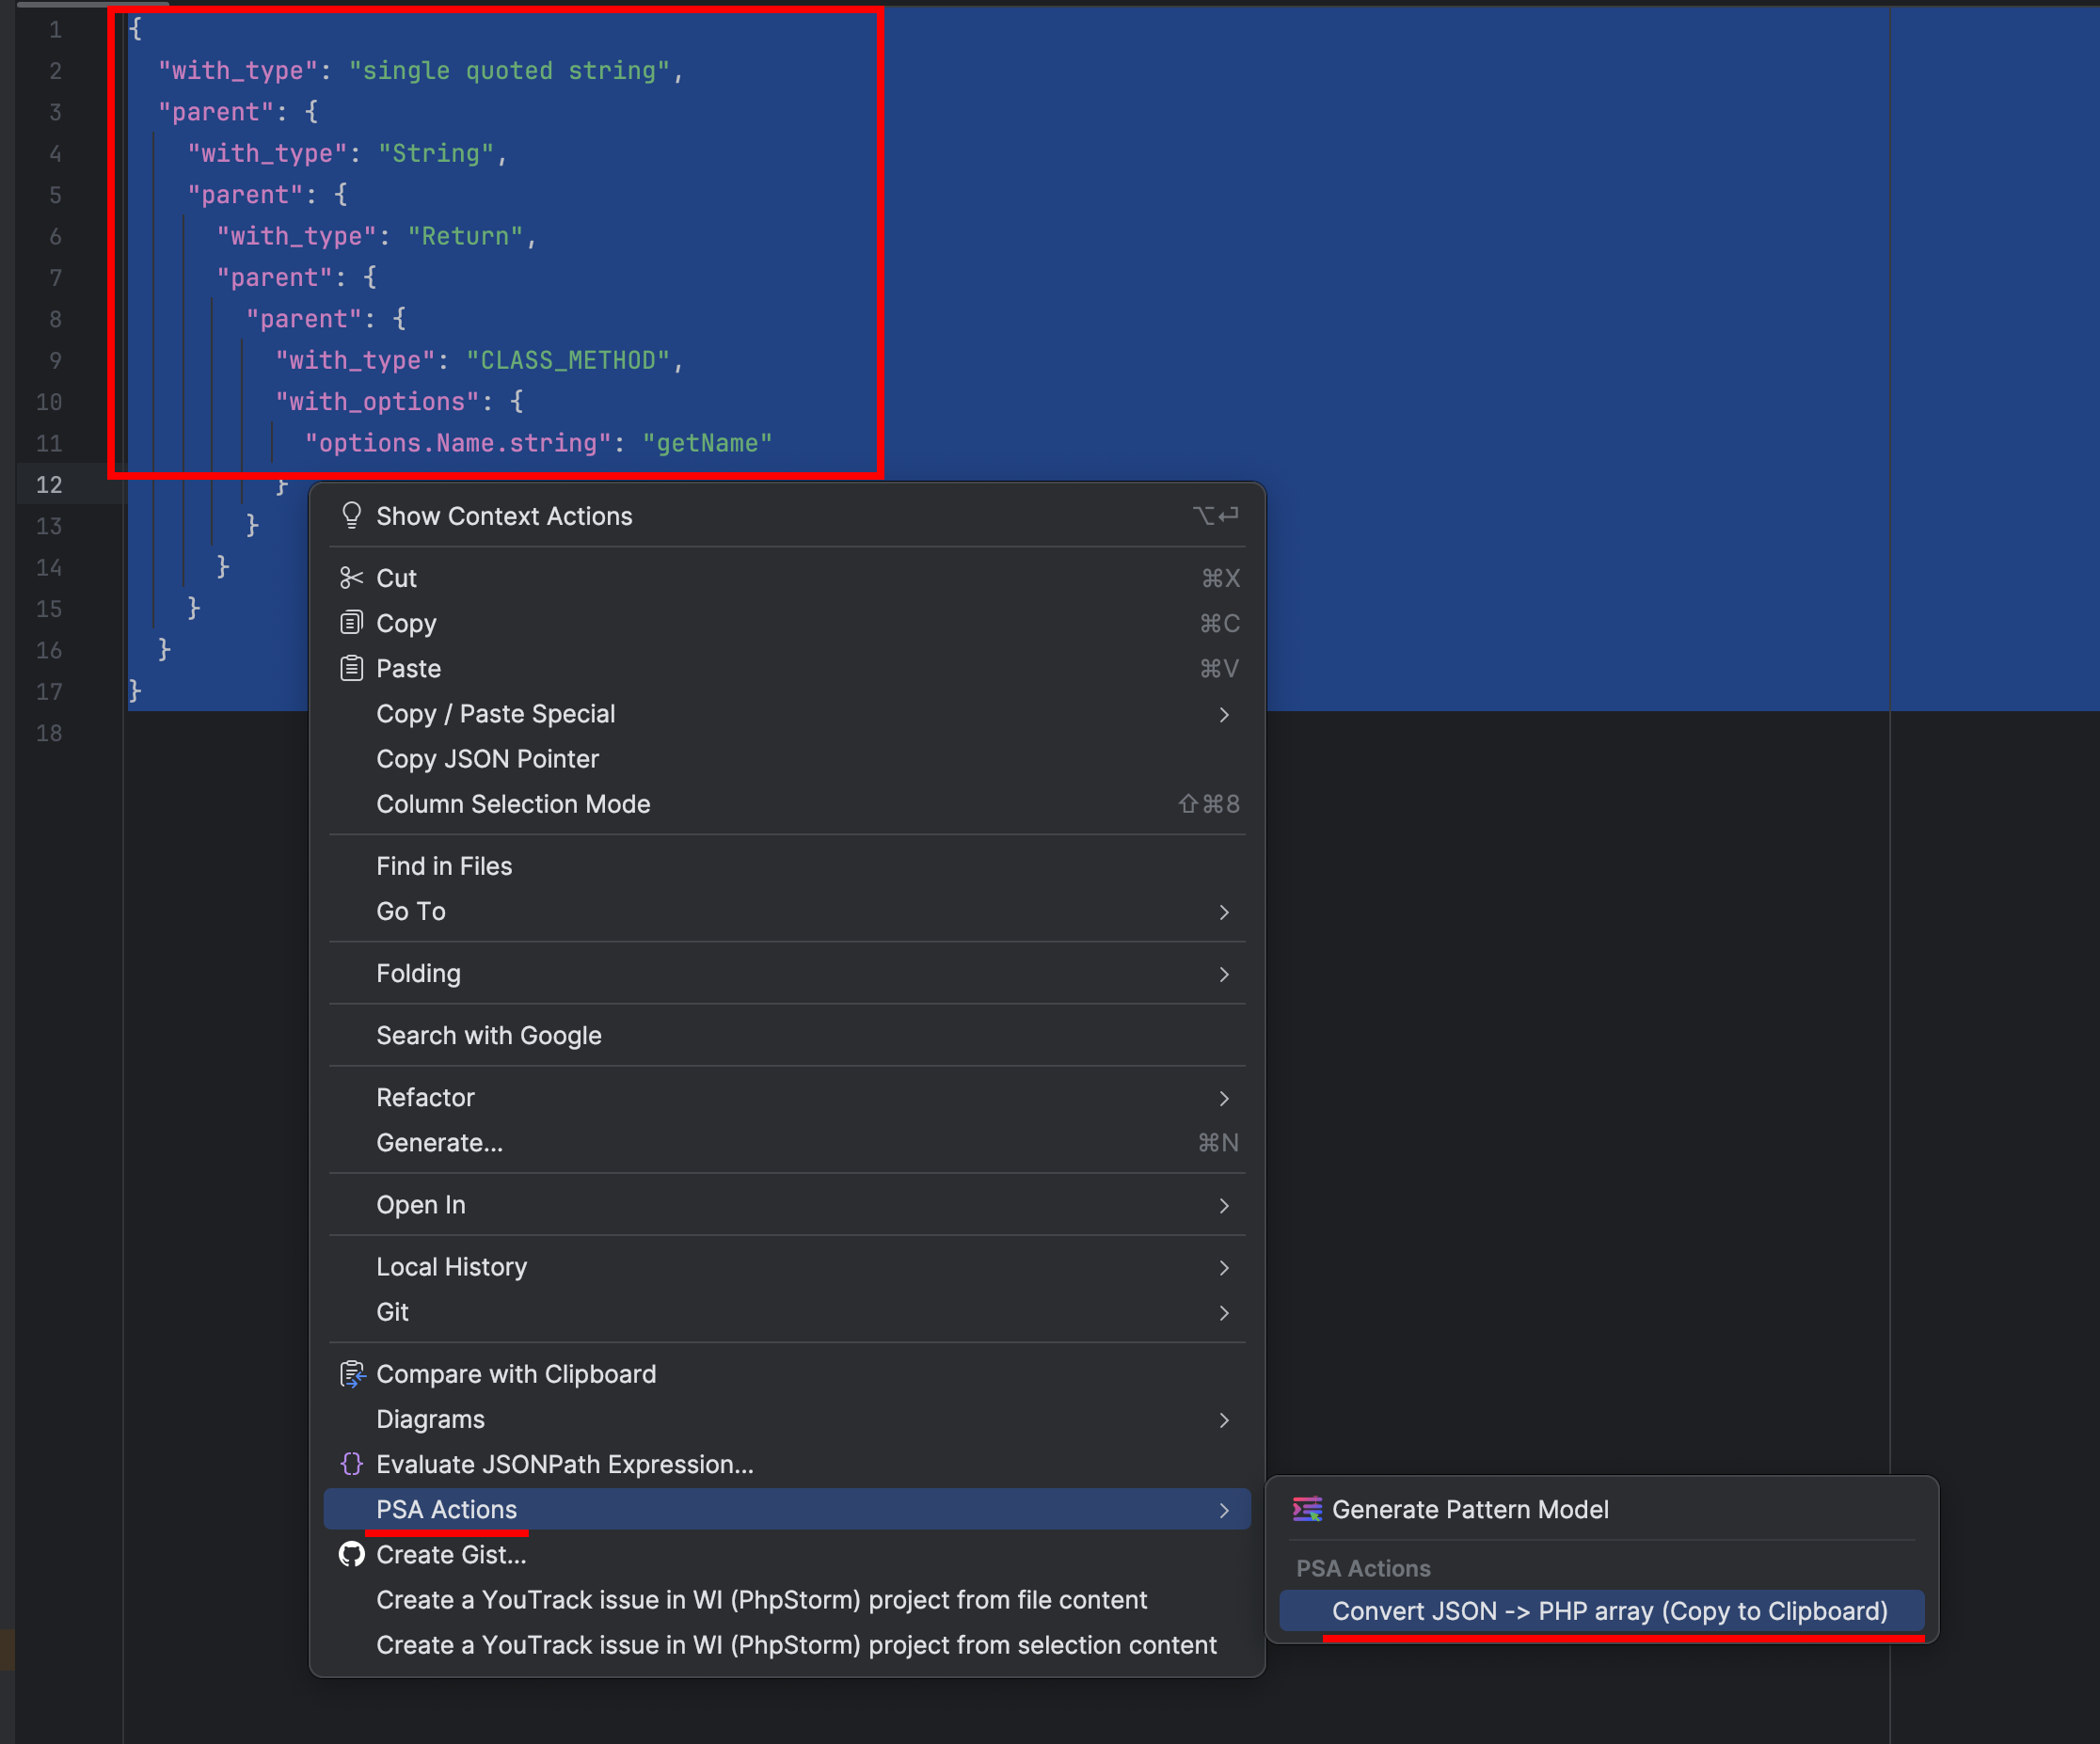 1 {
2 "with_type": "single quoted string",
3 "parent": {
4 "with_type": "String",
5 "parent": {
6 "with_type": "Return",
7 "parent": {
8 "parent": {
9 "with_type": "CLASS_METHOD",
10 "with_options": {
11 "options.Name.string": "getName"
12 }
13 }
14 }
15 }
16 }
17 }
18
Show Context Actions ⌥⏎
Cut ⌘X
Copy ⌘C
Paste ⌘V
Copy / Paste Special
Copy JSON Pointer
Column Selection Mode ⇧⌘8
Find in Files
Go To
Folding
Search with Google
Refactor
Generate... ⌘N
Open In
Local History
Git
Compare with Clipboard
Diagrams
Evaluate JSONPath Expression...
PSA Actions
Create Gist...
Create a YouTrack issue in WI (PhpStorm) project from file content
Create a YouTrack issue in WI (PhpStorm) project from selection content
Generate Pattern Model
PSA Actions
Convert JSON -> PHP array (Copy to Clipboard)